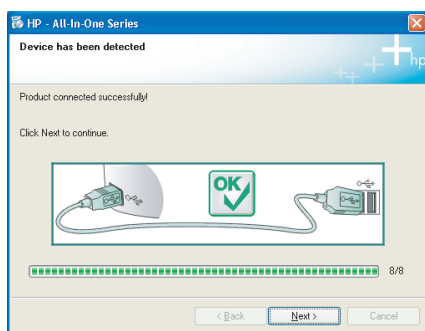 HP - All-In-One Series
Device has been detected
hp
Product connected successfully!
Click Next to continue.
OK
8/8
< Back Next > Cancel